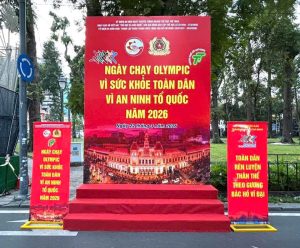 NGÀY CHẠY OLYMPIC
VÌ SỨC KHỎE TOÀN DÂN
VÌ AN NINH TỔ QUỐC
NĂM 2026
NGÀY CHẠY
OLYMPIC
VÌ SỨC KHỎE
TOÀN DÂN
VÌ AN NINH
TỔ QUỐC
NĂM 2026
TOÀN DÂN
RÈN LUYỆN
THÂN THỂ
THEO GƯƠNG
BÁC HỒ VĨ ĐẠI